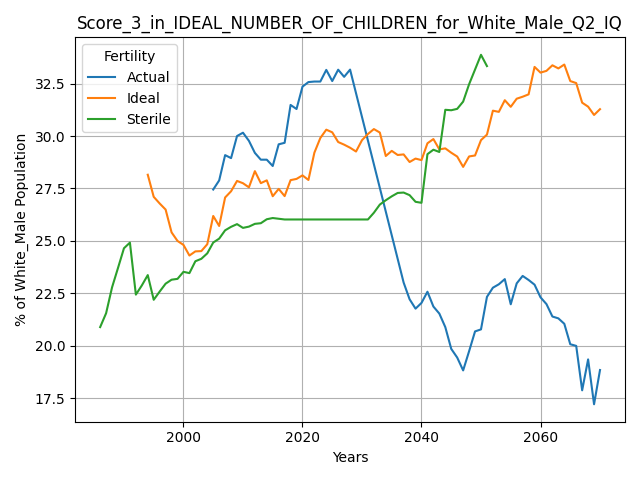 Score_3_in_IDEAL_NUMBER_OF_CHILDREN_for_White_Male_Q2_IQ
Fertility
Actual
Ideal
Sterile
% of White_Male Population
32.5
30.0
27.5
25.0
22.5
20.0
17.5
2000
2020
2040
2060
Years